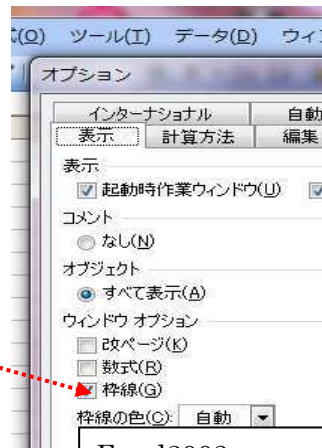 (O) ツール(T) データ(D) ウィ
オプション
インターナショナル 自動
表示 計算方法 編集
表示
起動時作業ウィンドウ(U)
コメント
なし(N)
オブジェクト
すべて表示(A)
ウィンドウ オプション
改ページ(K)
数式(R)
枠線(G)
枠線の色(C): 自動